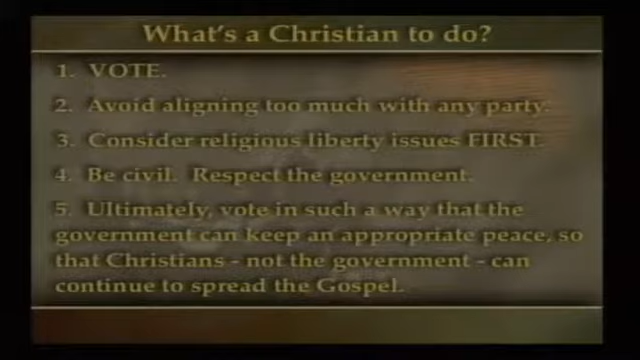 What's a Christian to do?
1. VOTE.
2. Avoid aligning too much with any party.
3. Consider religious liberty issues FIRST.
4. Be civil. Respect the government.
5. Ultimately, vote in such a way that the
government can keep an appropriate peace, so
that Christians - not the government - can
continue to spread the Gospel.